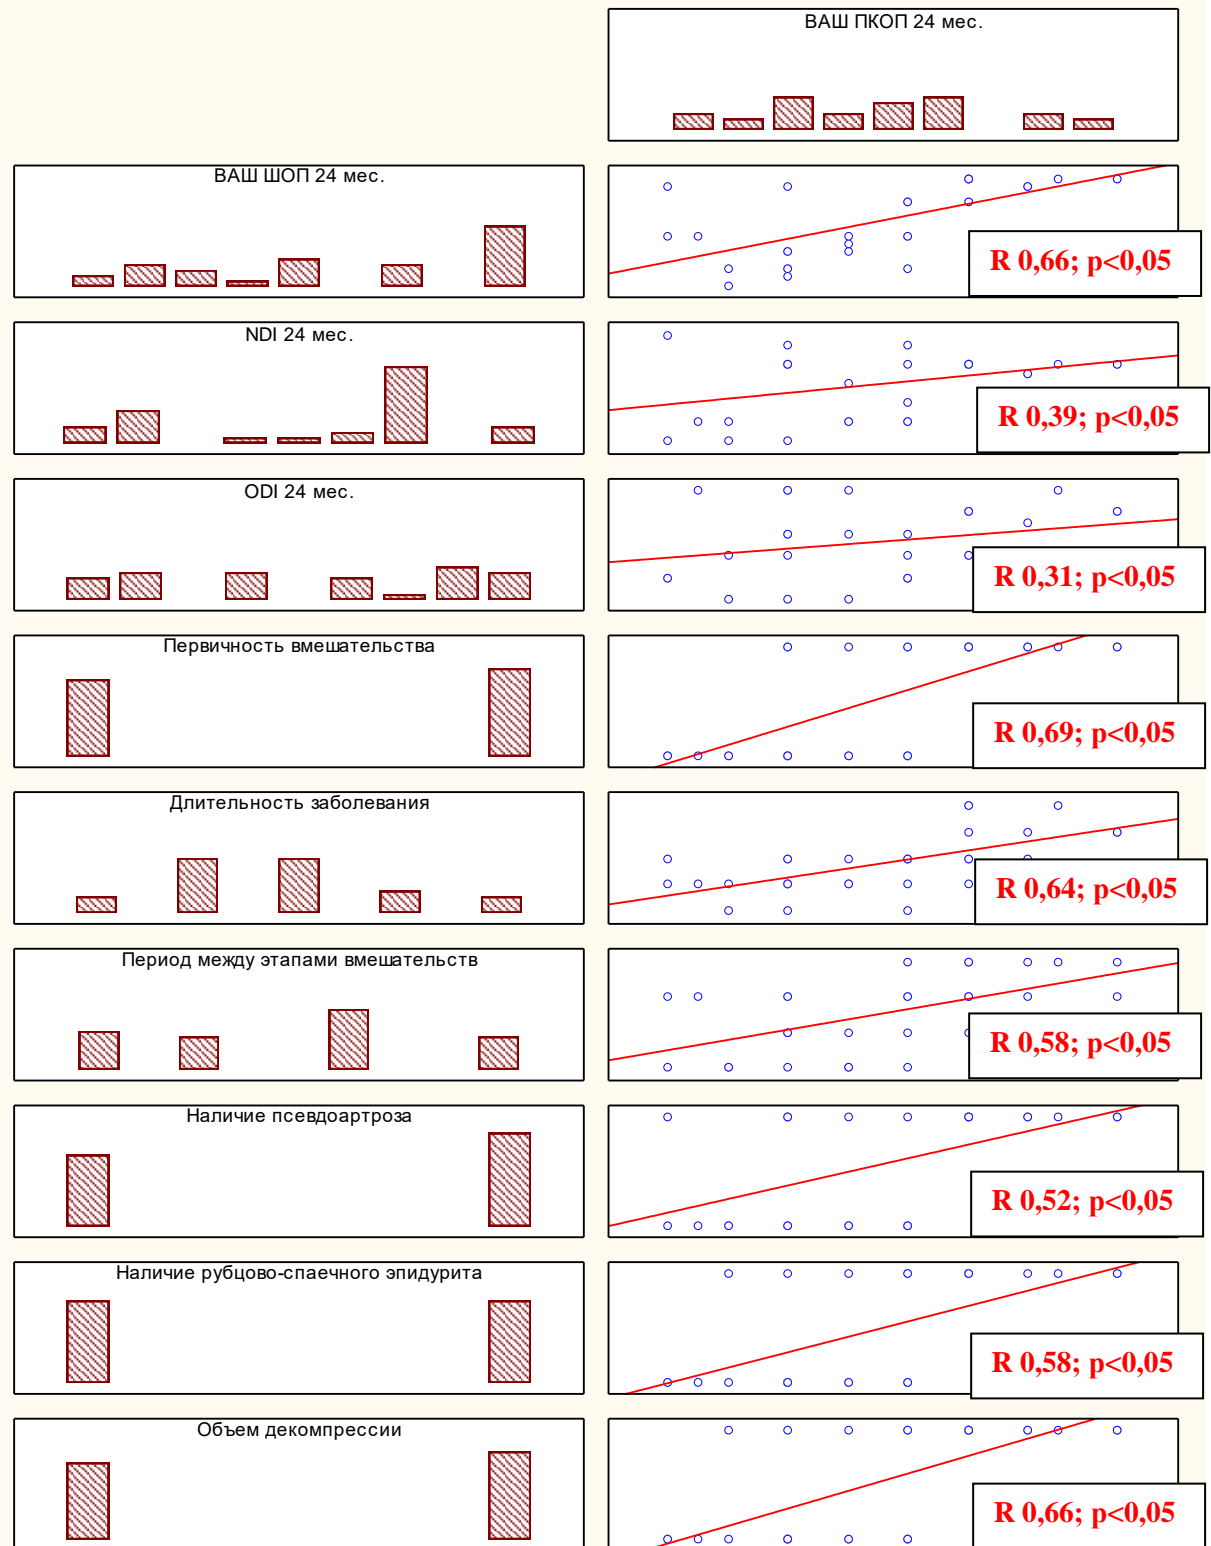 ВАШ ПКОП 24 мес.
ВАШ ШОП 24 мес.
R 0,66; p<0,05
NDI 24 мес.
R 0,39; p<0,05
ODI 24 мес.
R 0,31; p<0,05
Первичность вмешательства
R 0,69; p<0,05
Длительность заболевания
R 0,64; p<0,05
Период между этапами вмешательств
R 0,58; p<0,05
Наличие псевдоартроза
R 0,52; p<0,05
Наличие рубцово-спаечного эпидурита
R 0,58; p<0,05
Объем декомпрессии
R 0,66; p<0,05